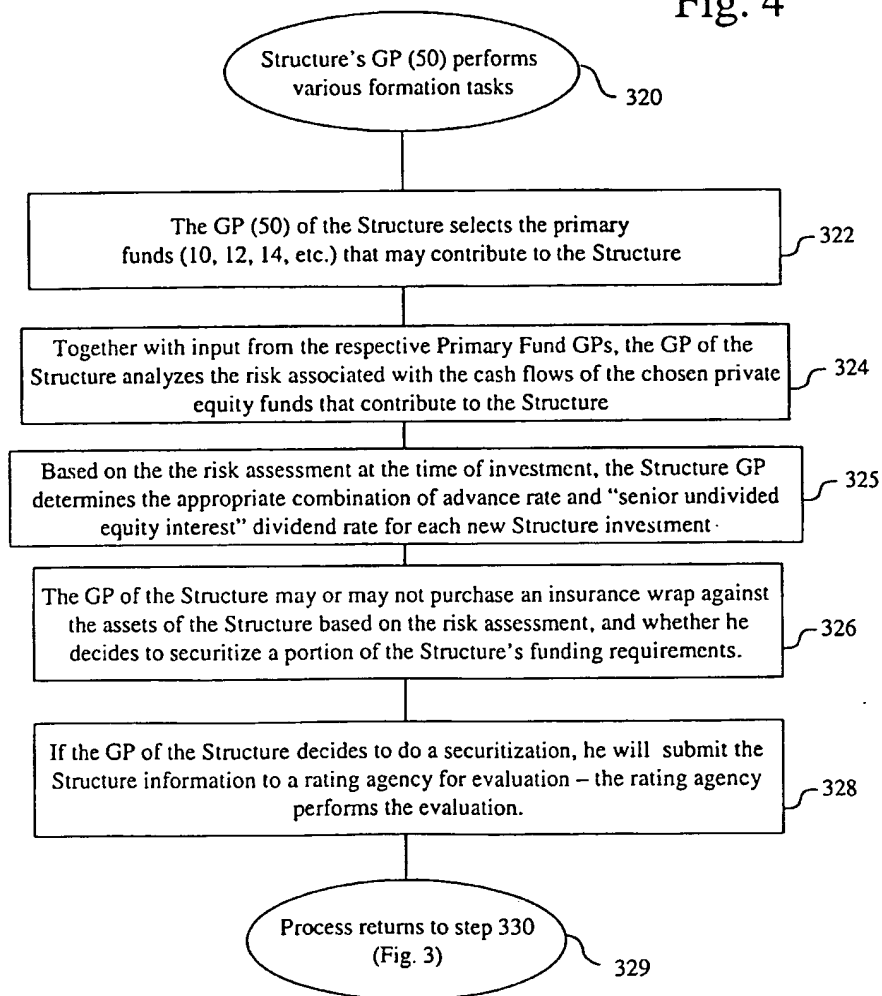 Fig. 4
Structure's GP (50) performs
various formation tasks
320
The GP (50) of the Structure selects the primary
funds (10, 12, 14, etc.) that may contribute to the Structure
322
Together with input from the respective Primary Fund GPs, the GP of the
Structure analyzes the risk associated with the cash flows of the chosen private
equity funds that contribute to the Structure
324
Based on the the risk assessment at the time of investment, the Structure GP
determines the appropriate combination of advance rate and “senior undivided
equity interest” dividend rate for each new Structure investment
325
The GP of the Structure may or may not purchase an insurance wrap against
the assets of the Structure based on the risk assessment, and whether he
decides to securitize a portion of the Structure's funding requirements.
326
If the GP of the Structure decides to do a securitization, he will submit the
Structure information to a rating agency for evaluation – the rating agency
performs the evaluation.
328
Process returns to step 330
(Fig. 3)
329